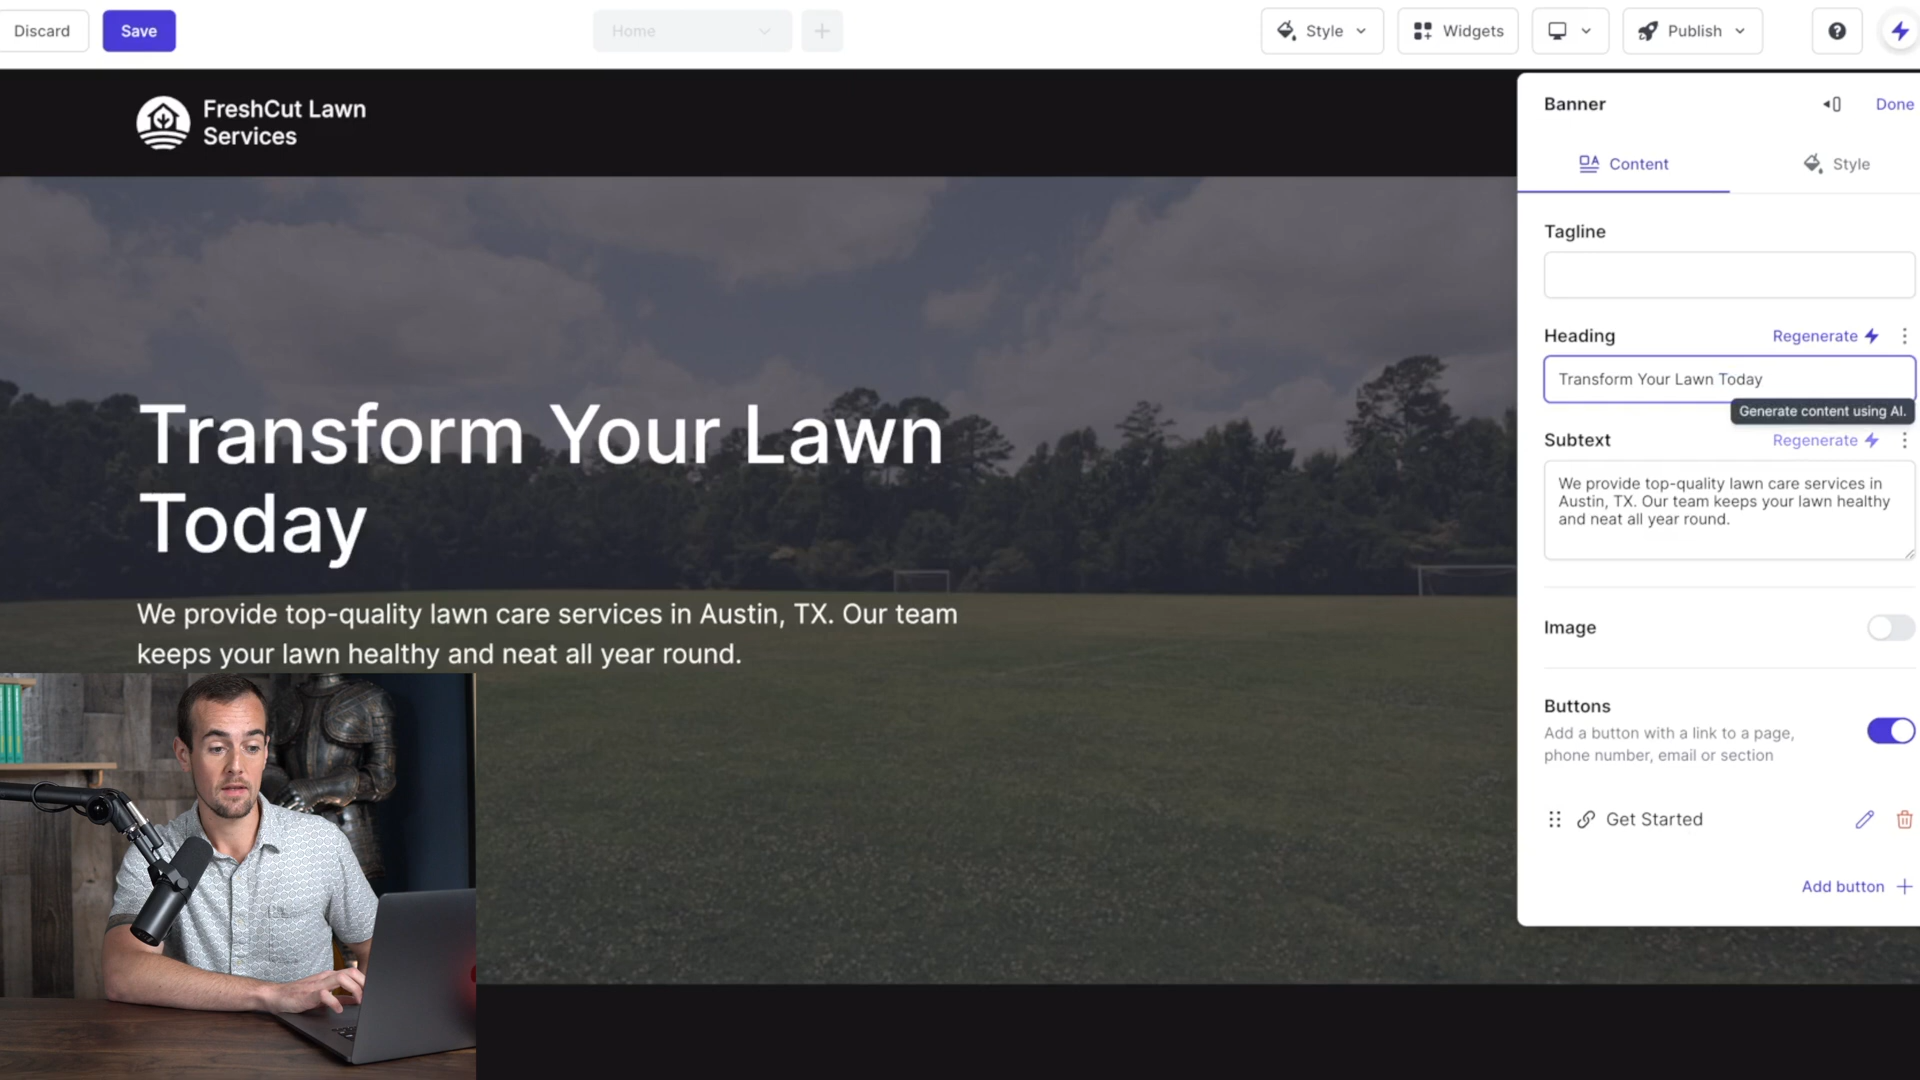 Discard
Save
Home
Style
Widgets
Publish
FreshCut Lawn
Services
Transform Your Lawn
Today
We provide top-quality lawn care services in Austin, TX. Our team
keeps your lawn healthy and neat all year round.
Banner
Done
Content
Style
Tagline
Heading
Regenerate
Transform Your Lawn Today
Generate content using AI.
Subtext
Regenerate
We provide top-quality lawn care services in
Austin, TX. Our team keeps your lawn healthy
and neat all year round.
Image
Buttons
Add a button with a link to a page,
phone number, email or section
Get Started
Add button